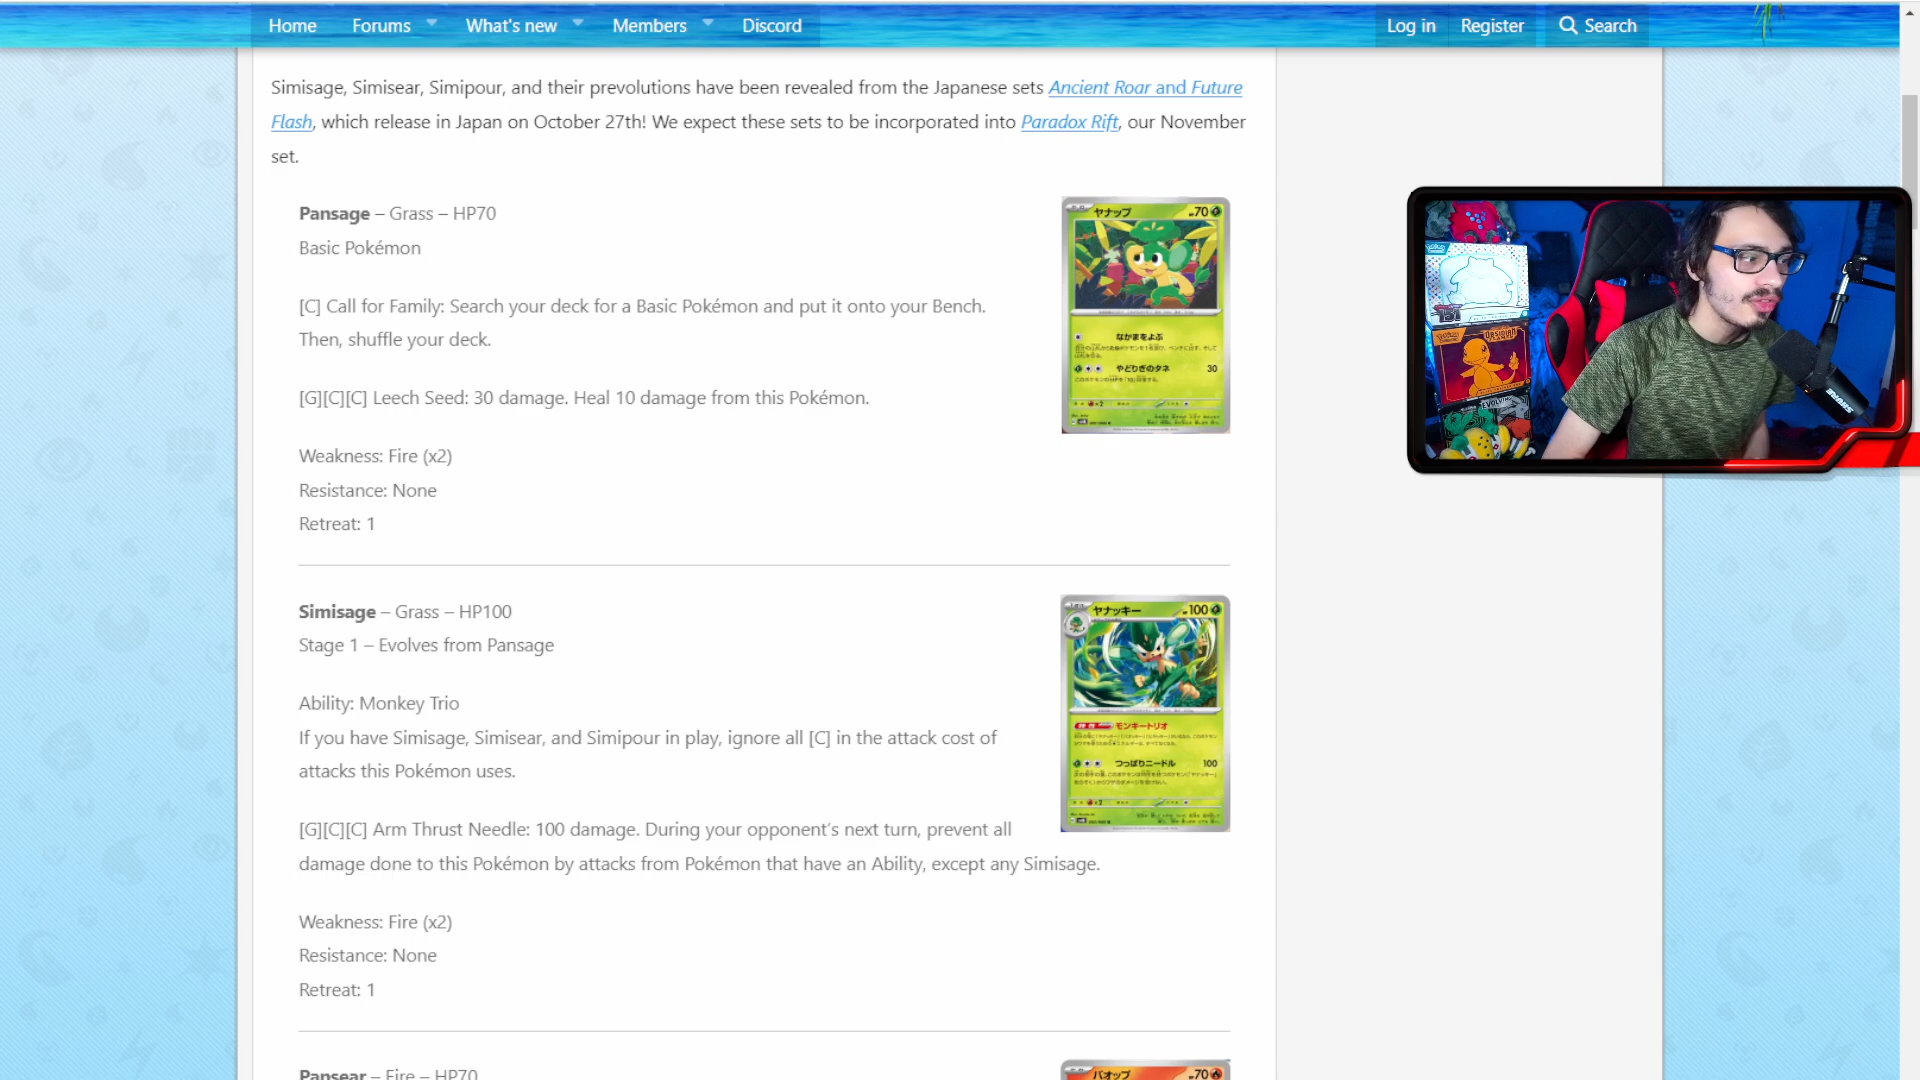 Home Forums What's new Members Discord Log in Register Search
Simisage, Simisear, Simipour, and their prevolutions have been revealed from the Japanese sets Ancient Roar and Future
Flash, which release in Japan on October 27th! We expect these sets to be incorporated into Paradox Rift, our November
set.
Pansage – Grass – HP70
Basic Pokémon
[C] Call for Family: Search your deck for a Basic Pokémon and put it onto your Bench.
Then, shuffle your deck.
[G][C][C] Leech Seed: 30 damage. Heal 10 damage from this Pokémon.
Weakness: Fire (x2)
Resistance: None
Retreat: 1
ヤナップ 70
なかまをよぶ
やどりぎのタネ 30
Simisage – Grass – HP100
Stage 1 – Evolves from Pansage
Ability: Monkey Trio
If you have Simisage, Simisear, and Simipour in play, ignore all [C] in the attack cost of
attacks this Pokémon uses.
[G][C][C] Arm Thrust Needle: 100 damage. During your opponent’s next turn, prevent all
damage done to this Pokémon by attacks from Pokémon that have an Ability, except any Simisage.
Weakness: Fire (x2)
Resistance: None
Retreat: 1
ヤナッキー 100
モンキートリオ
つっぱりニードル 100
Pansear – Fire – HP70
バオップ 70
151
OBSIDIAN
EVOLVING
SHURE